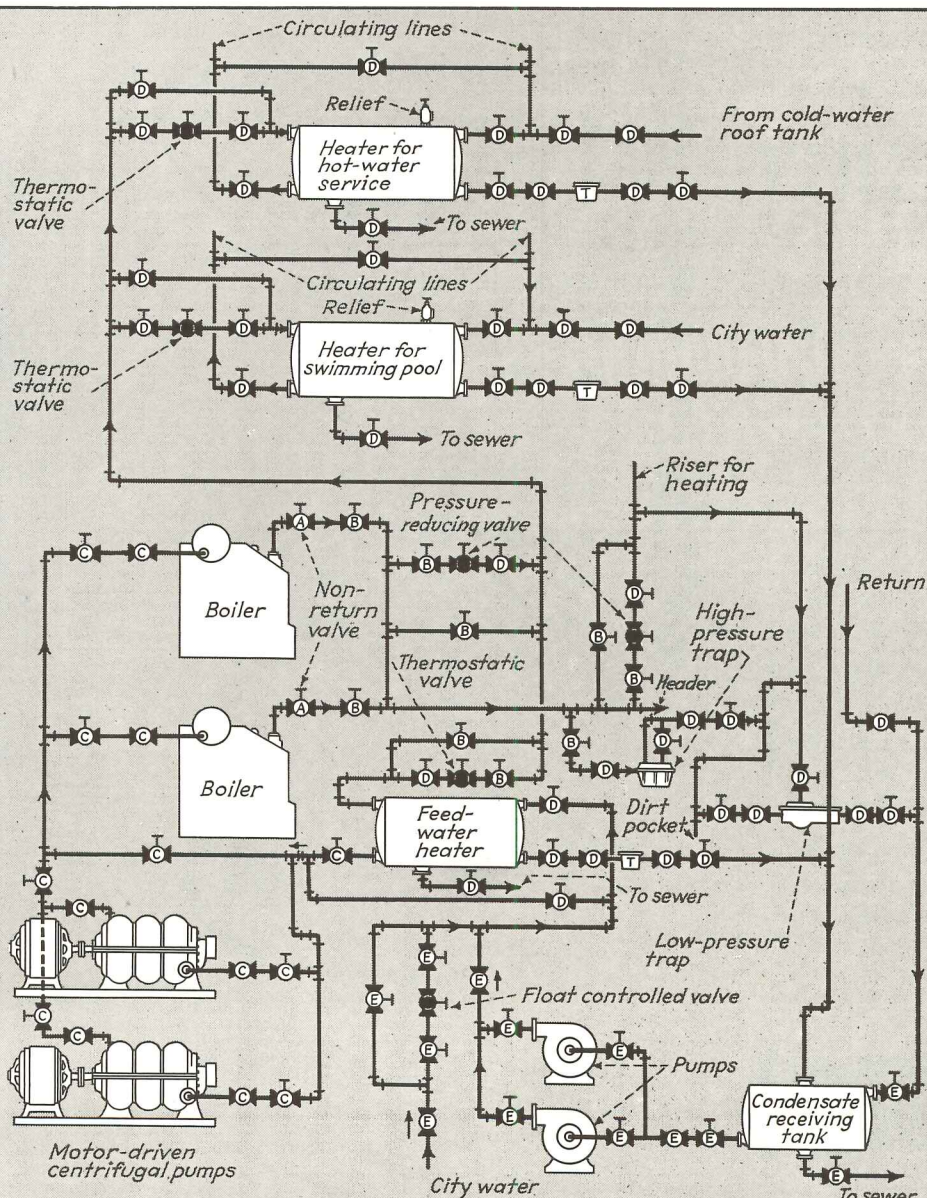 Circulating lines
D
D
Relief
D
D
D
D
D
From cold-water
roof tank
Heater for
hot-water
service
Thermo-
static
valve
D
D
D
T
D
D
D
To sewer
D
D
Circulating lines
Relief
D
D
D
D
D
City water
Heater for
swimming pool
Thermo-
static
valve
D
D
D
T
D
D
D
To sewer
Riser for
heating
Pressure-
reducing valve
A
B
C
C
Boiler
B
D
Non-
return
valve
B
D
B
B
High-
pressure
trap
Return
Thermostatic
valve
Header
A
B
C
C
Boiler
B
D
B
B
D
D
D
D
D
D
D
Feed-
water
heater
D
Dirt
pocket
D
D
D
D
C
C
D
D
T
D
D
D
To sewer
D
Low-pressure
trap
C
C
C
C
E
E
E
E
Float controlled valve
C
C
C
C
E
E
E
Pumps
E
E
E
E
E
E
Condensate
receiving
tank
E
To sewer
Motor-driven
centrifugal pumps
City water